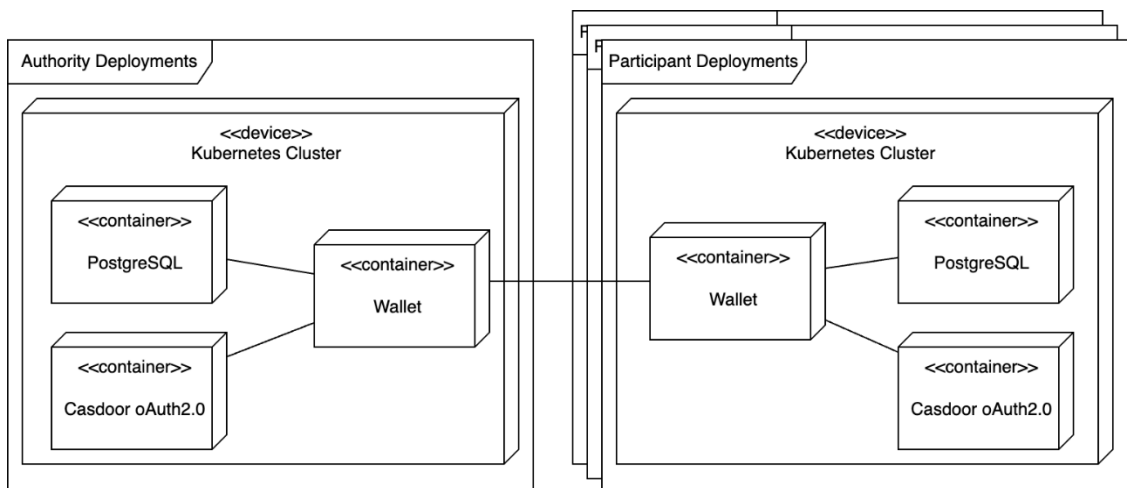 Authority Deployments
<<device>>
Kubernetes Cluster
<<container>>
PostgreSQL
<<container>>
Casdoor oAuth2.0
<<container>>
Wallet
P
P
Participant Deployments
<<device>>
Kubernetes Cluster
<<container>>
Wallet
<<container>>
PostgreSQL
<<container>>
Casdoor oAuth2.0